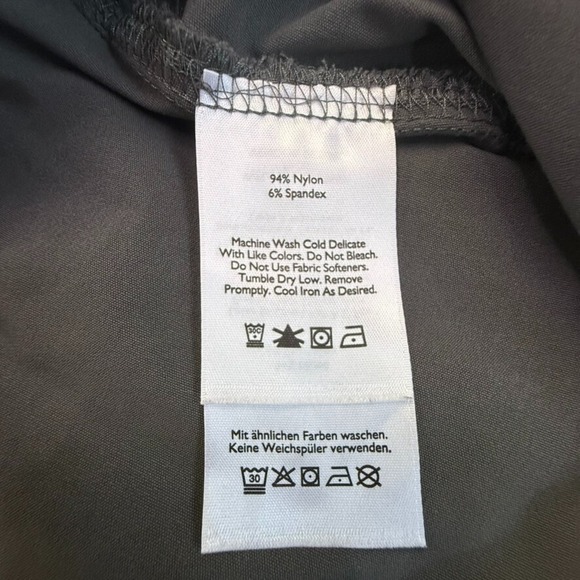 94% Nylon
6% Spandex
Machine Wash Cold Delicate
With Like Colors. Do Not Bleach.
Do Not Use Fabric Softeners.
Tumble Dry Low. Remove
Promptly. Cool Iron As Desired.
30C
Mit ähnlichen Farben waschen.
Keine Weichspüler verwenden.
30